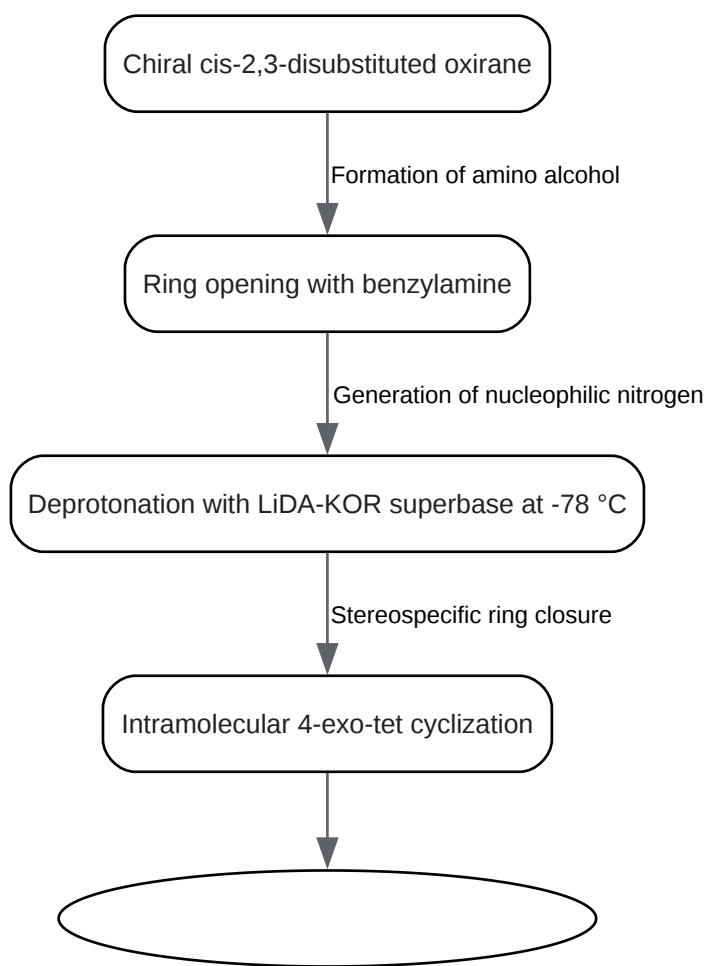 Chiral cis-2,3-disubstituted oxirane
Formation of amino alcohol
Ring opening with benzylamine
Generation of nucleophilic nitrogen
Deprotonation with LiDA-KOR superbase at -78 °C
Stereospecific ring closure
Intramolecular 4-exo-tet cyclization